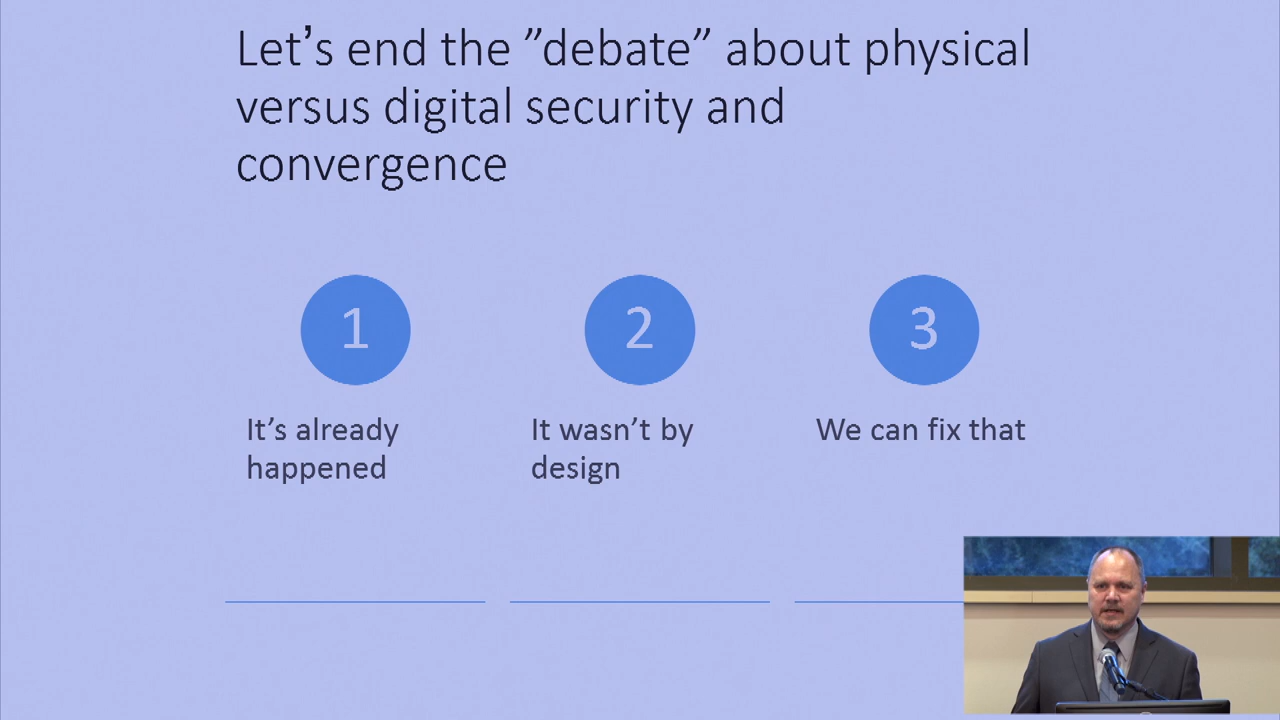 Let’s end the ”debate” about physical
versus digital security and
convergence
1
2
3
It’s already
happened
It wasn’t by
design
We can fix that